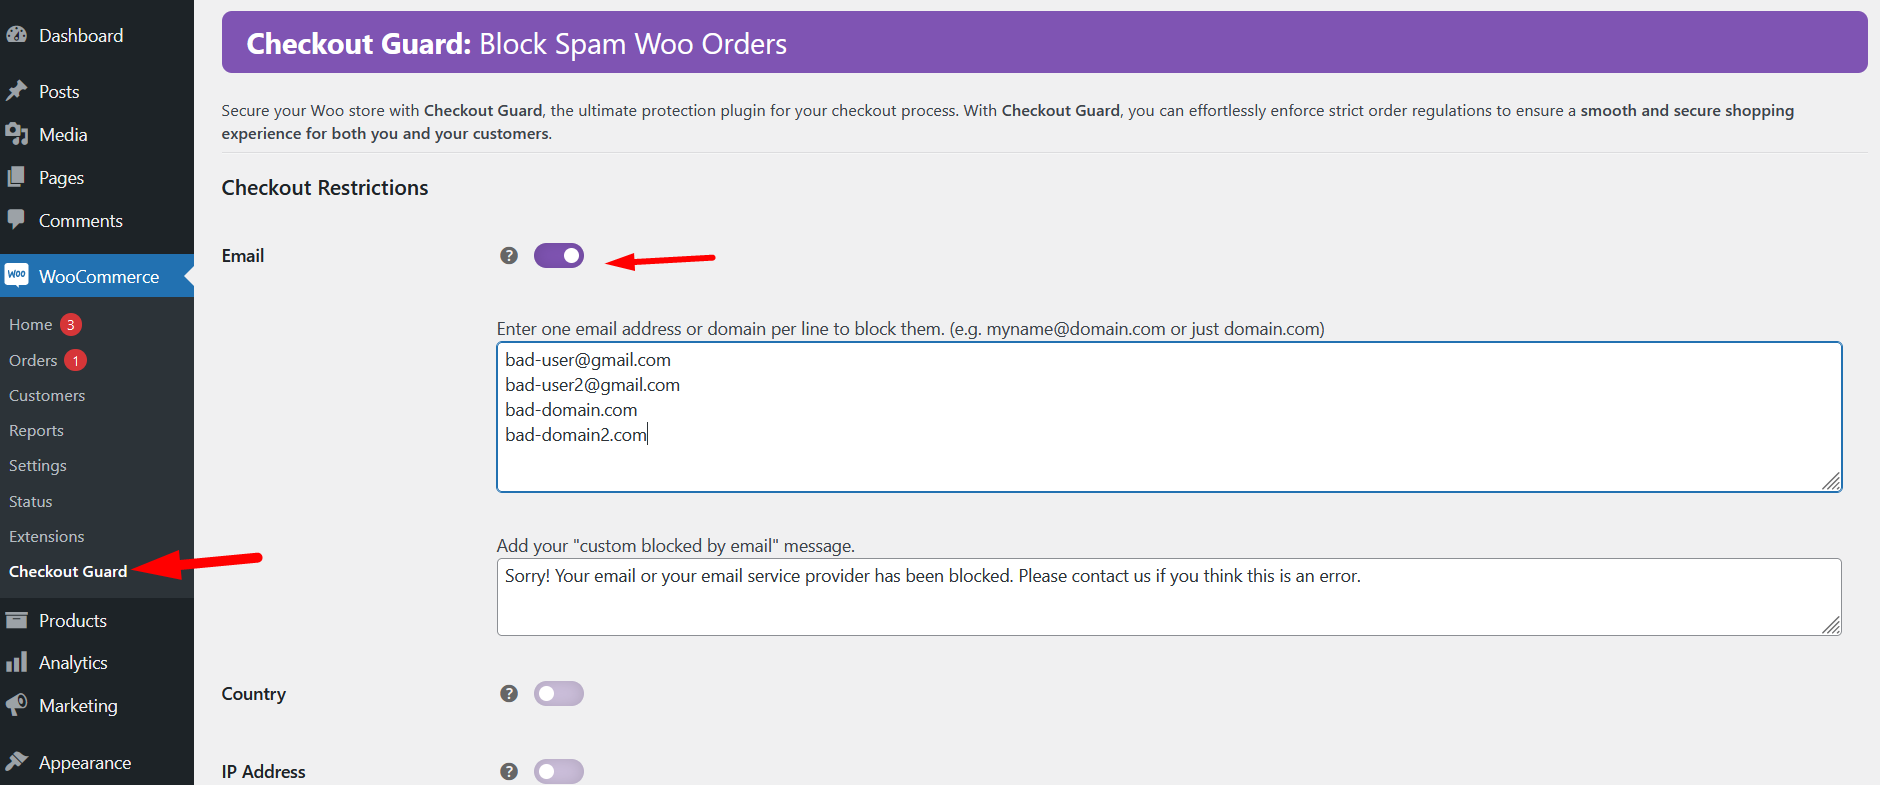 Dashboard
Posts
Media
Pages
Comments
Woo WooCommerce
Home 3
Orders 1
Customers
Reports
Settings
Status
Extensions
Checkout Guard
Products
Analytics
Marketing
Appearance
Checkout Guard: Block Spam Woo Orders
Secure your Woo store with Checkout Guard, the ultimate protection plugin for your checkout process. With Checkout Guard, you can effortlessly enforce strict order regulations to ensure a smooth and secure shopping
experience for both you and your customers.
Checkout Restrictions
Email ?
Enter one email address or domain per line to block them. (e.g. myname@domain.com or just domain.com)
bad-user@gmail.com
bad-user2@gmail.com
bad-domain.com
bad-domain2.com
Add your "custom blocked by email" message.
Sorry! Your email or your email service provider has been blocked. Please contact us if you think this is an error.
Country ?
IP Address ?